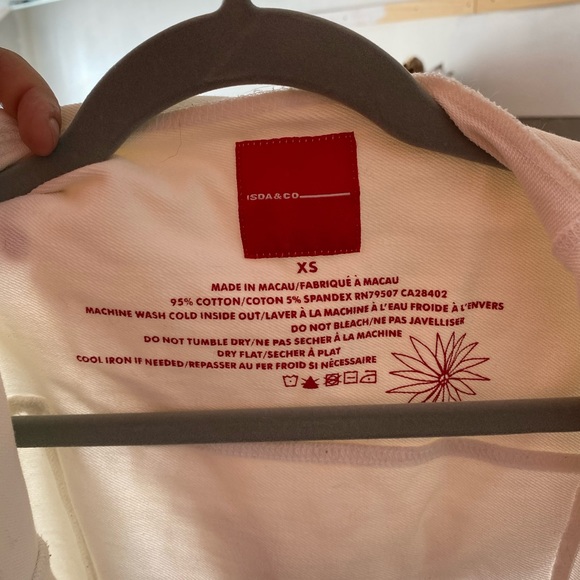 ISDA&CO
XS
MADE IN MACAU/FABRIQUÉ À MACAU
95% COTTON/COTON 5% SPANDEX RN79507 CA28402
MACHINE WASH COLD INSIDE OUT/LAVER À LA MACHINE À L'EAU FROIDE À L'ENVERS
DO NOT BLEACH/NE PAS JAVELLISER
DO NOT TUMBLE DRY/NE PAS SÉCHER À LA MACHINE
DRY FLAT/SÉCHER À PLAT
COOL IRON IF NEEDED/REPASSER AU FER FROID SI NÉCESSAIRE